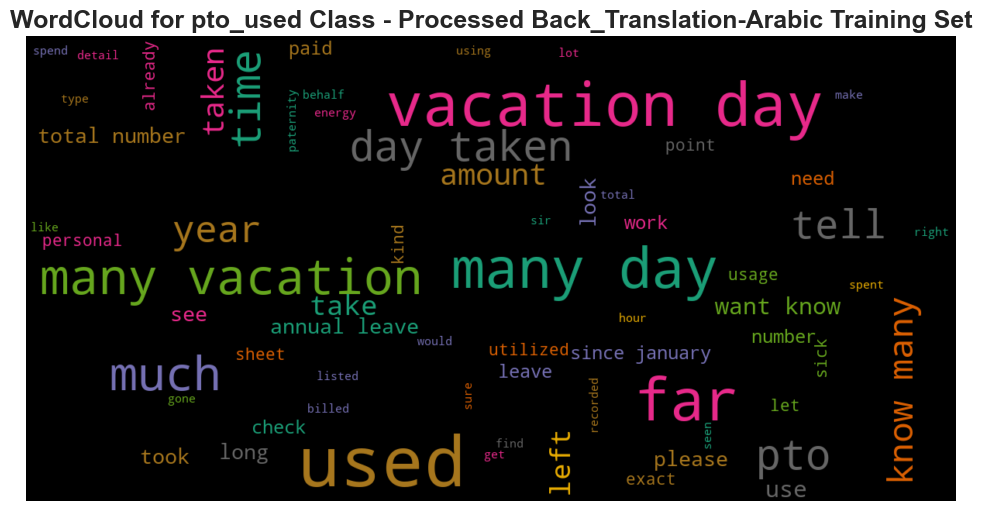 WordCloud for pto_used Class - Processed Back_Translation-Arabic Training Set
spend
detail
already
taken
time
paid
using
lot
type
paternity
behalf
energy
vacation day
make
total number
day taken
point
amount
look
total
need
like
personal
year
kind
sir
work
tell
right
many vacation
many day
usage
spent
see
take
annual leave
hour
want know
number
know many
would
sheet
utilized
since january
sick
much
listed
leave
gone
billed
sure
recorded
far
let
check
seen
took
long
used
find
get
left
please
exact
pto
use